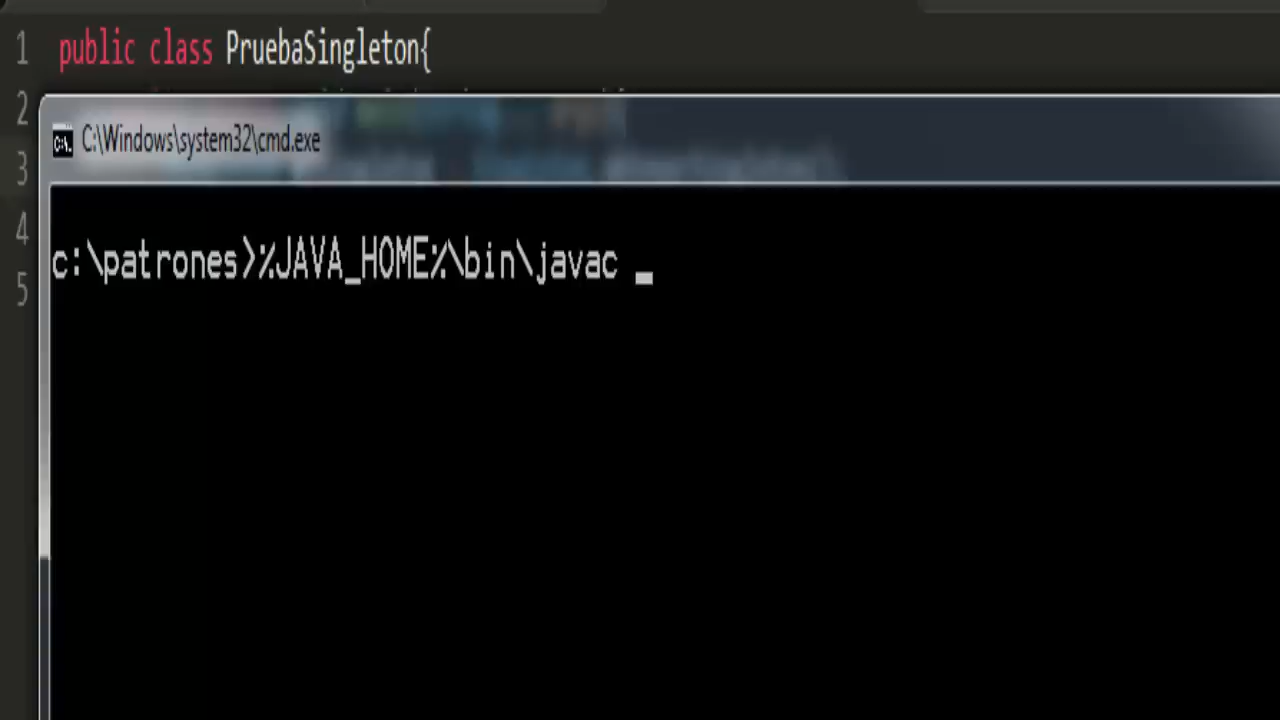 1 public class PruebaSingleton{
2
C:\Windows\system32\cmd.exe
3
c:\patrones>%JAVA_HOME%\bin\javac _
4
5